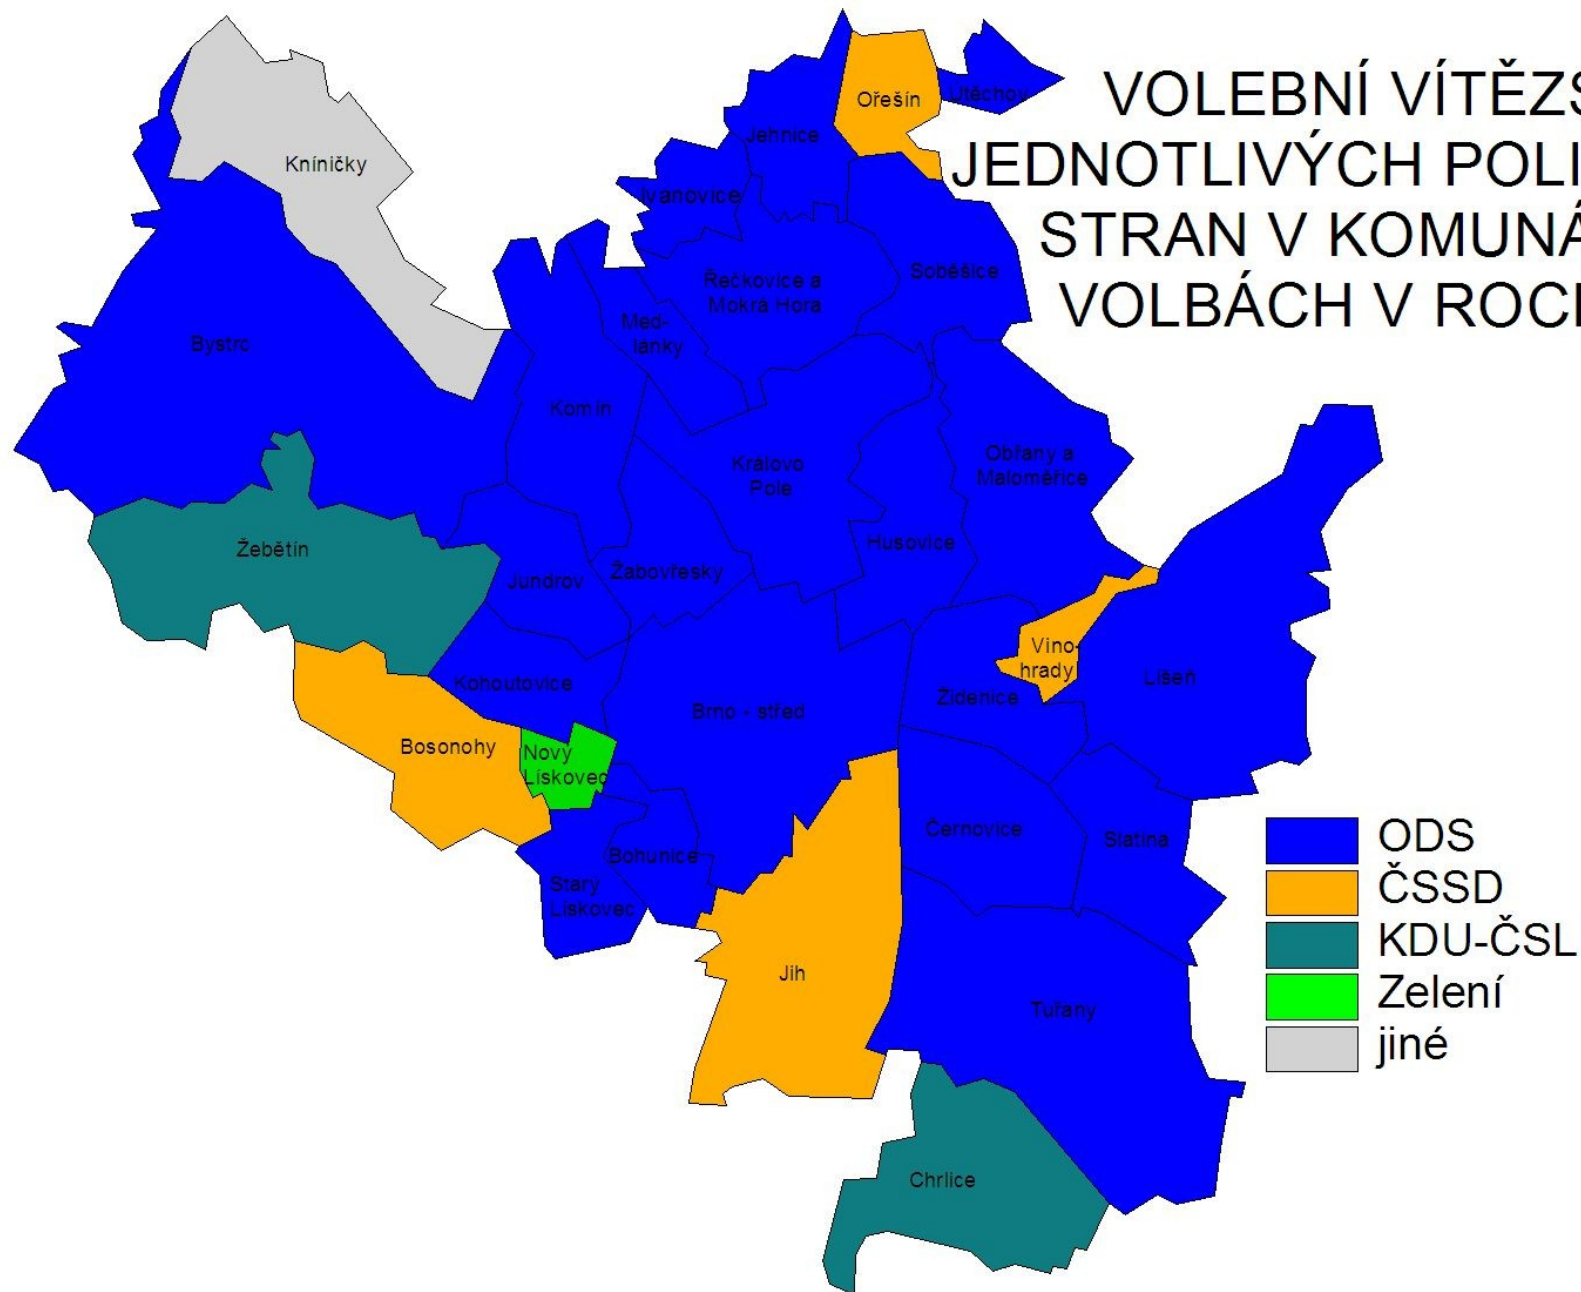 VOLEBNÍ VÍTĚZS
JEDNOTLIVÝCH POLI
STRAN V KOMUNÁ
VOLBÁCH V ROCI
Ořešín
Útěchov
Jehnice
Kníničky
Ivanovice
Soběšice
Řečkovice a
Mokrá Hora
Med-
lánky
Bystrc
Komín
Královo
Pole
Obřany a
Maloměřice
Husovice
Žebětín
Jundrov
Žabovřesky
Vino-
hrady
Líšeň
Kohoutovice
Židenice
Brno - střed
Bosonohy
Nový
Lískovec
Černovice
Slatina
Bohunice
Starý
Lískovec
Jih
Tuřany
Chrlice
ODS
ČSSD
KDU-ČSL
Zelení
jiné